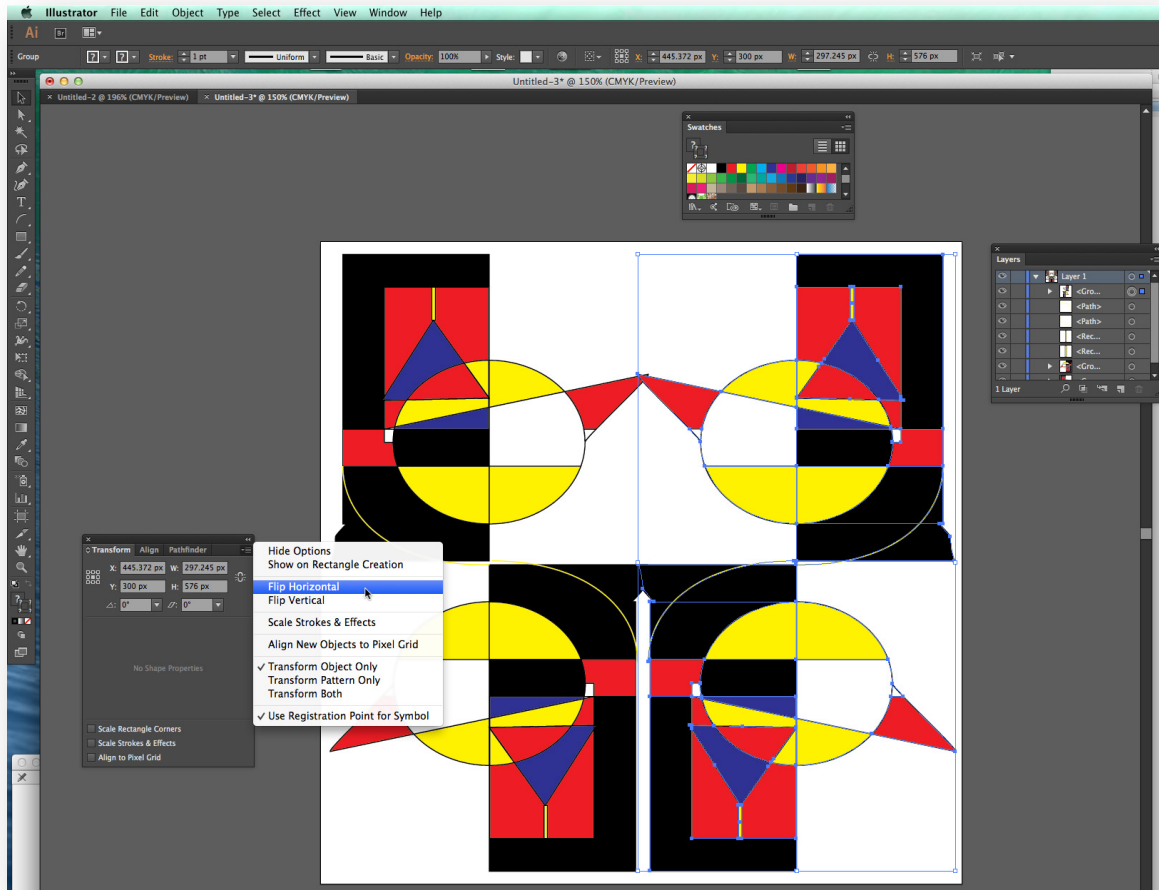 Illustrator File Edit Object Type Select Effect View Window Help
Ai Br
Group ? ? Stroke: 1 pt Uniform Basic Opacity: 100% Style: X: 445.372 px Y: 300 px W: 297.245 px H: 576 px
Untitled-3* @ 150% (CMYK/Preview)
× Untitled-2 @ 196% (CMYK/Preview) × Untitled-3* @ 150% (CMYK/Preview)
Swatches
?
Layers
Layer 1
<Gro...
<Path>
<Path>
<Rec...
<Rec...
<Gro...
1 Layer
Transform Align Pathfinder
X: 445.372 px W: 297.245 px
Y: 300 px H: 576 px
0° 0°
No Shape Properties
Scale Rectangle Corners
Scale Strokes & Effects
Align to Pixel Grid
Hide Options
Show on Rectangle Creation
Flip Horizontal
Flip Vertical
Scale Strokes & Effects
Align New Objects to Pixel Grid
✓ Transform Object Only
Transform Pattern Only
Transform Both
✓ Use Registration Point for Symbol